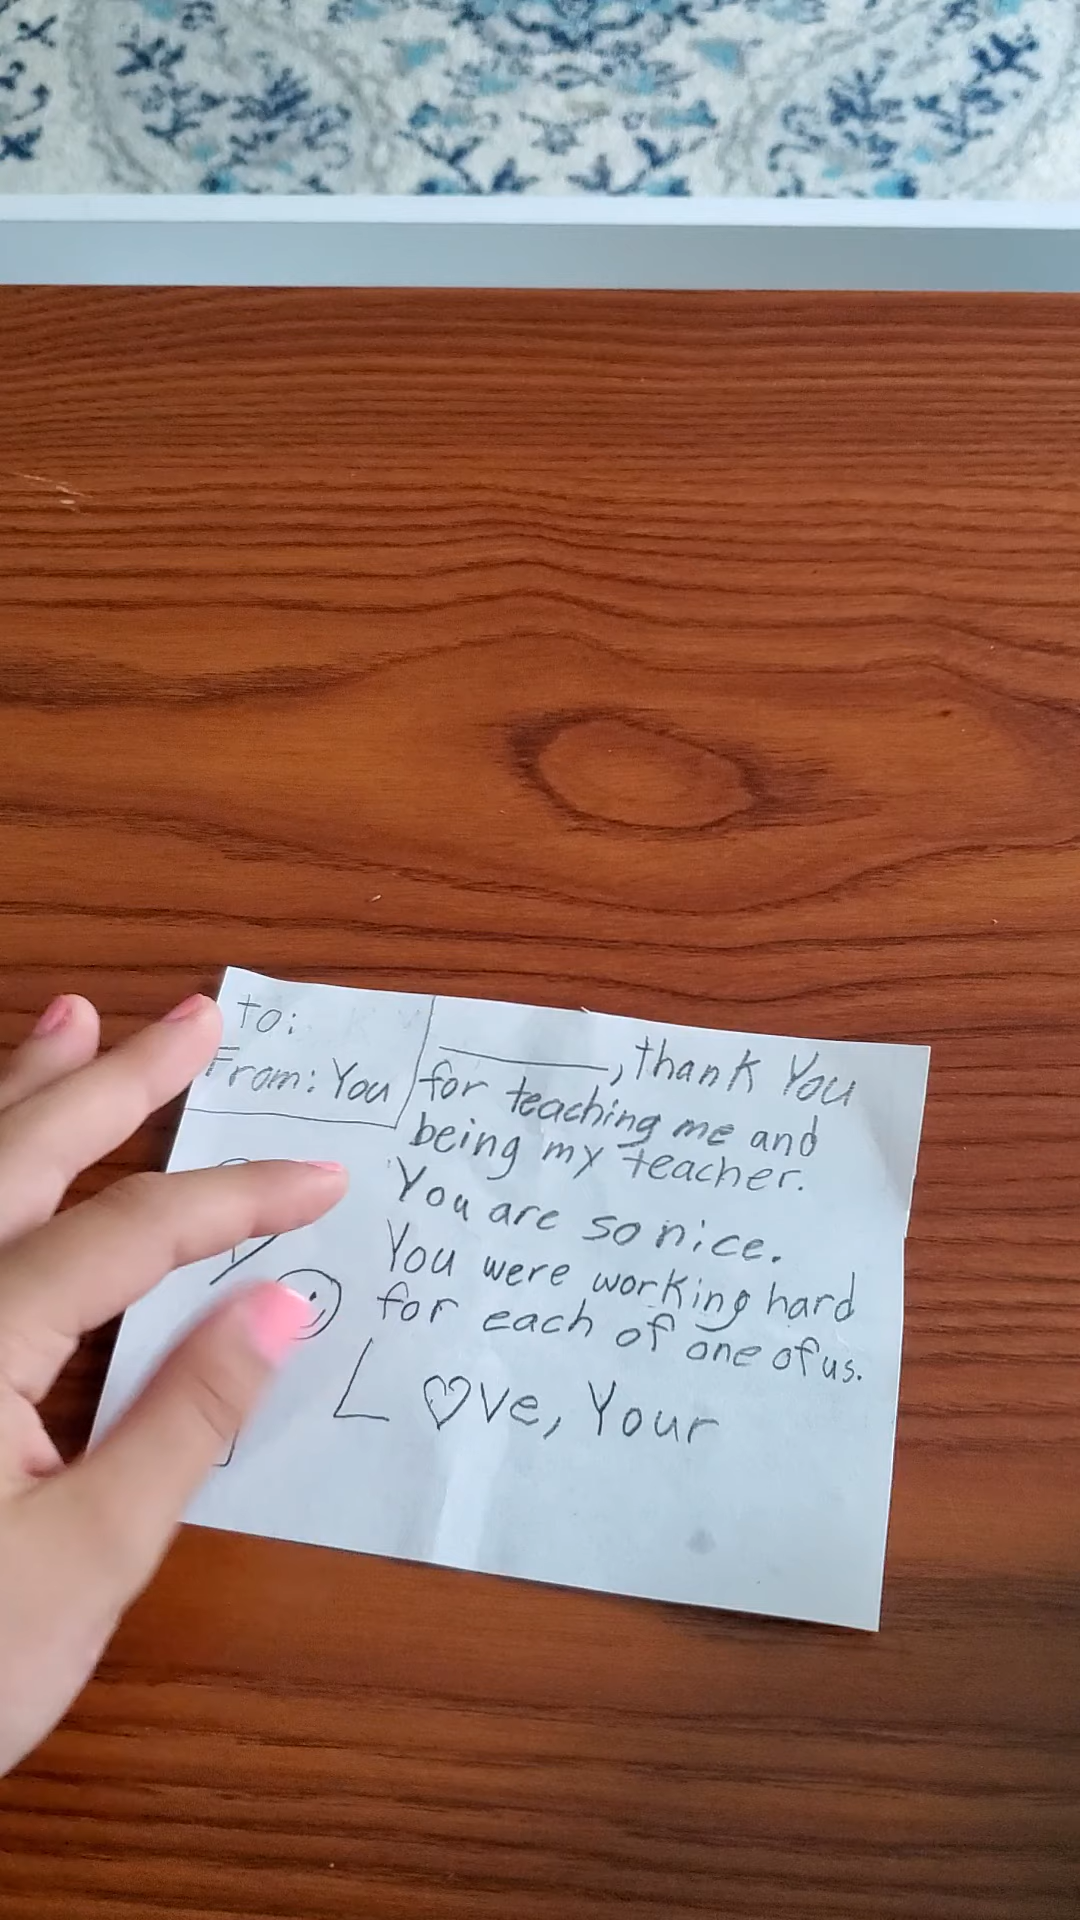 to:
From: You
______, thank You
for teaching me and
being my teacher.
You are so nice.
You were working hard
for each of one of us.
Love, Your